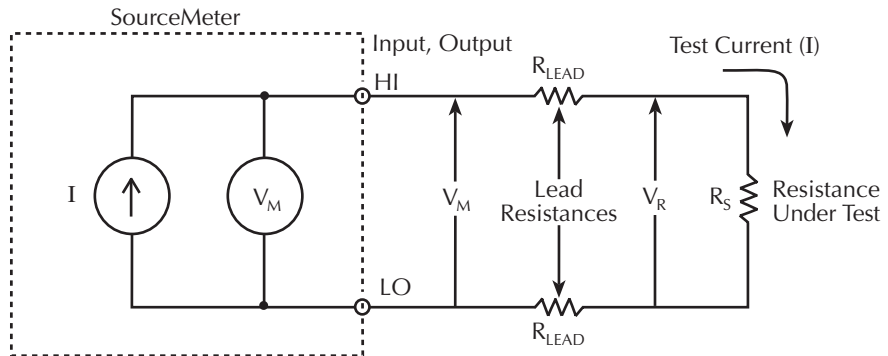 SourceMeter
Input, Output
Test Current (I)
R_LEAD
HI
I
V_M
V_M
Lead
Resistances
V_R
R_S
Resistance
Under Test
LO
R_LEAD